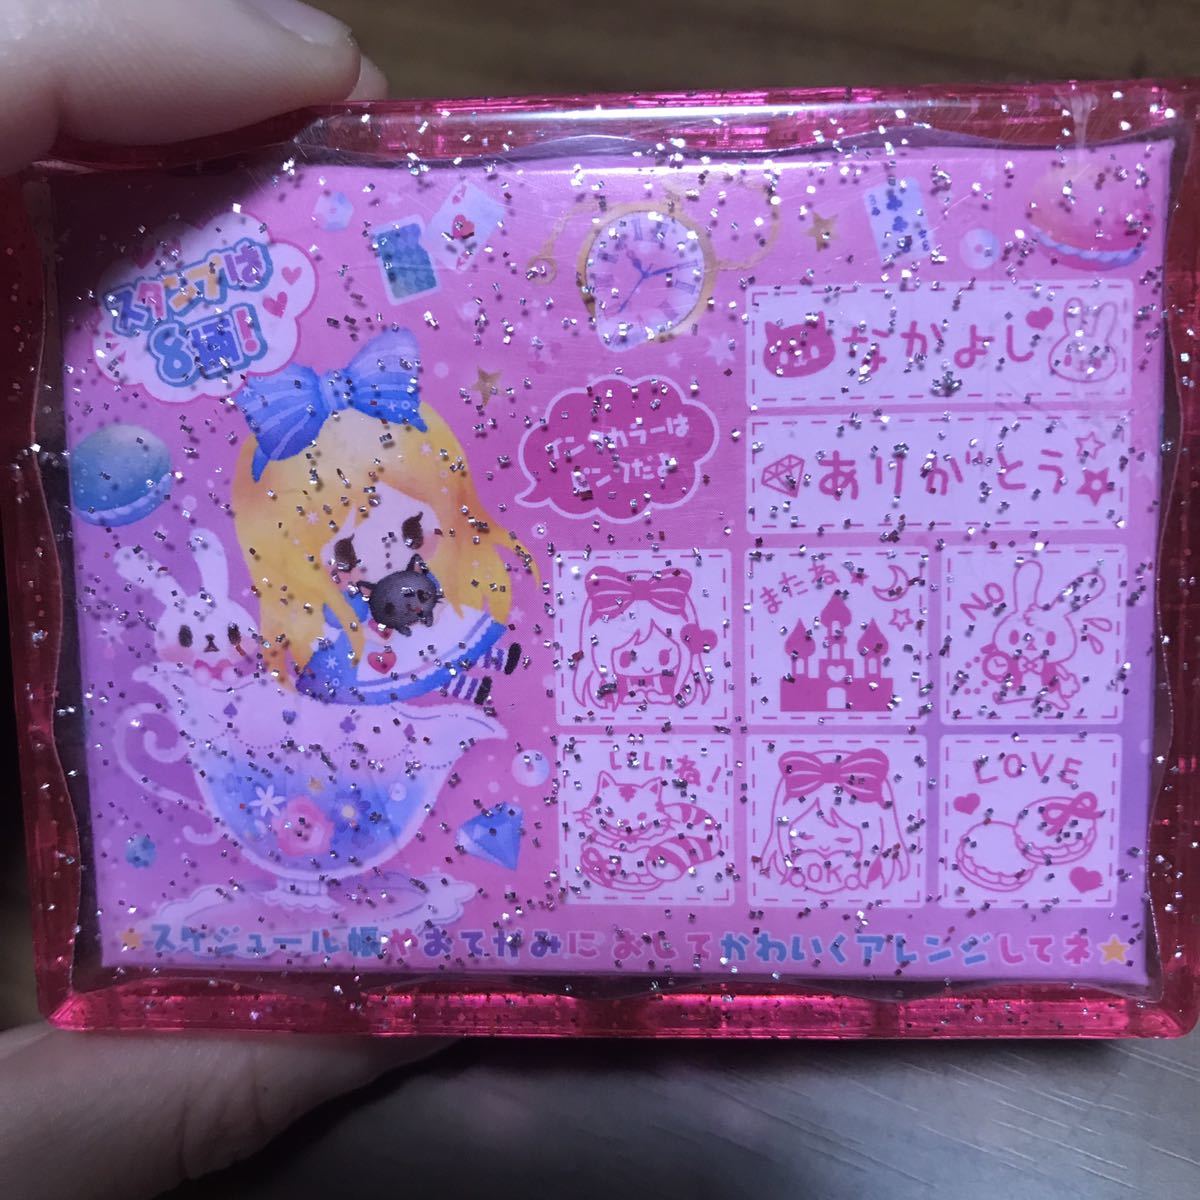 スタンプは
8個!
なかよし
インクカラーは
ピンクだよ
ありがとう
またね
NO
いいね!
OK
LOVE
スケジュール帳やおてがみにおしてかわいくアレンジしてネ